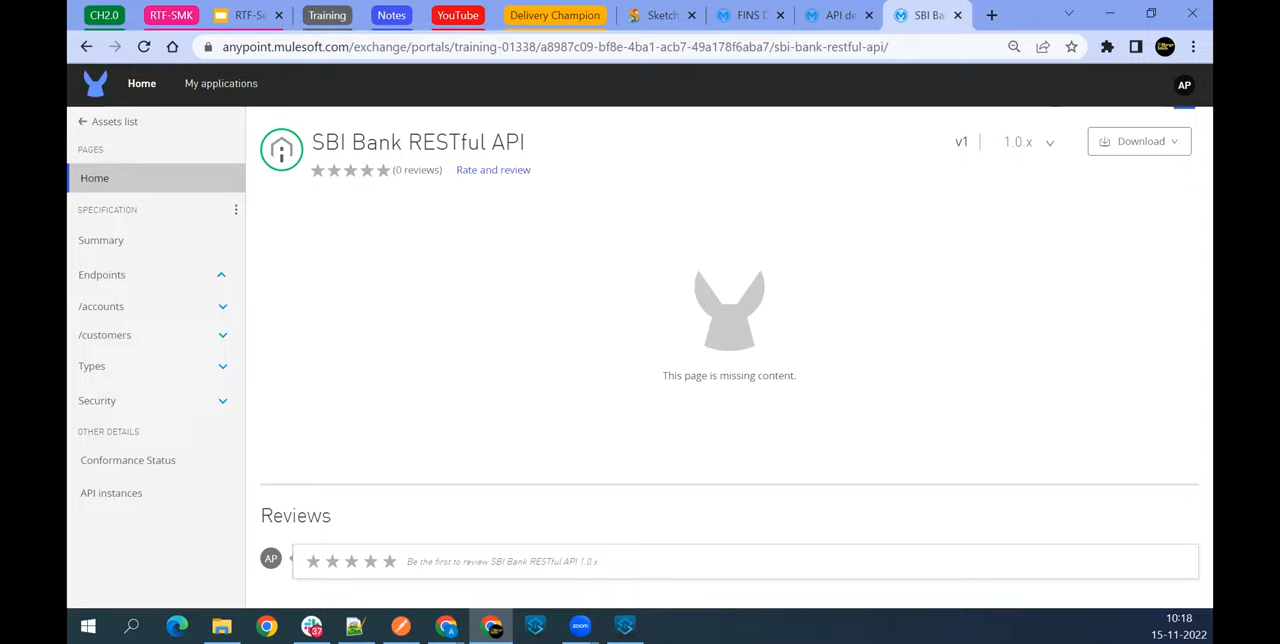 CH2.0
RTF-SMK
RTF-Se
Training
Notes
YouTube
Delivery Champion
Sketch
FINS D
API de
SBI Ba
anypoint.mulesoft.com/exchange/portals/training-01338/a8987c09-bf8e-4ba1-acb7-49a178f6aba7/sbi-bank-restful-api/
Home
My applications
AP
Assets list
PAGES
Home
SPECIFICATION
Summary
Endpoints
/accounts
/customers
Types
Security
OTHER DETAILS
Conformance Status
API instances
SBI Bank RESTful API
v1
1.0.x
Download
(0 reviews)
Rate and review
This page is missing content.
Reviews
AP
Be the first to review SBI Bank RESTful API 1.0.x
37
A
zoom
10:18
15-11-2022